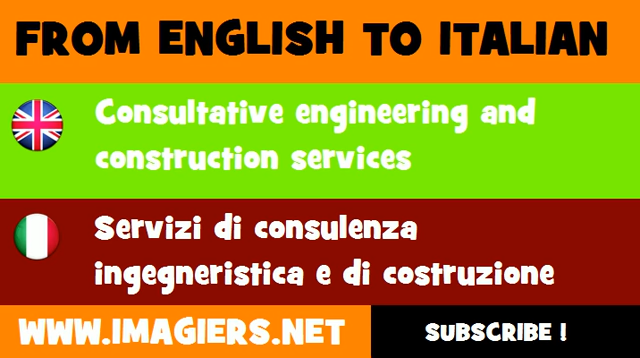 FROM ENGLISH TO ITALIAN
Consultative engineering and
construction services
Servizi di consulenza
ingegneristica e di costruzione
WWW.IMAGIERS.NET
SUBSCRIBE !